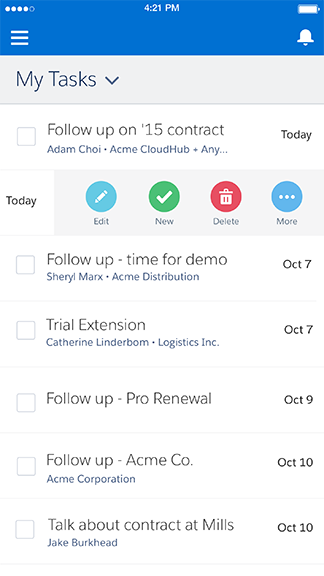 4:21 PM
My Tasks
Follow up on '15 contract
Today
Adam Choi • Acme CloudHub + Any...
Today
Edit
New
Delete
More
Follow up - time for demo
Oct 7
Sheryl Marx • Acme Distribution
Trial Extension
Oct 7
Catherine Linderbom • Logistics Inc.
Follow up - Pro Renewal
Oct 9
Follow up - Acme Co.
Oct 10
Acme Corporation
Talk about contract at Mills
Oct 10
Jake Burkhead